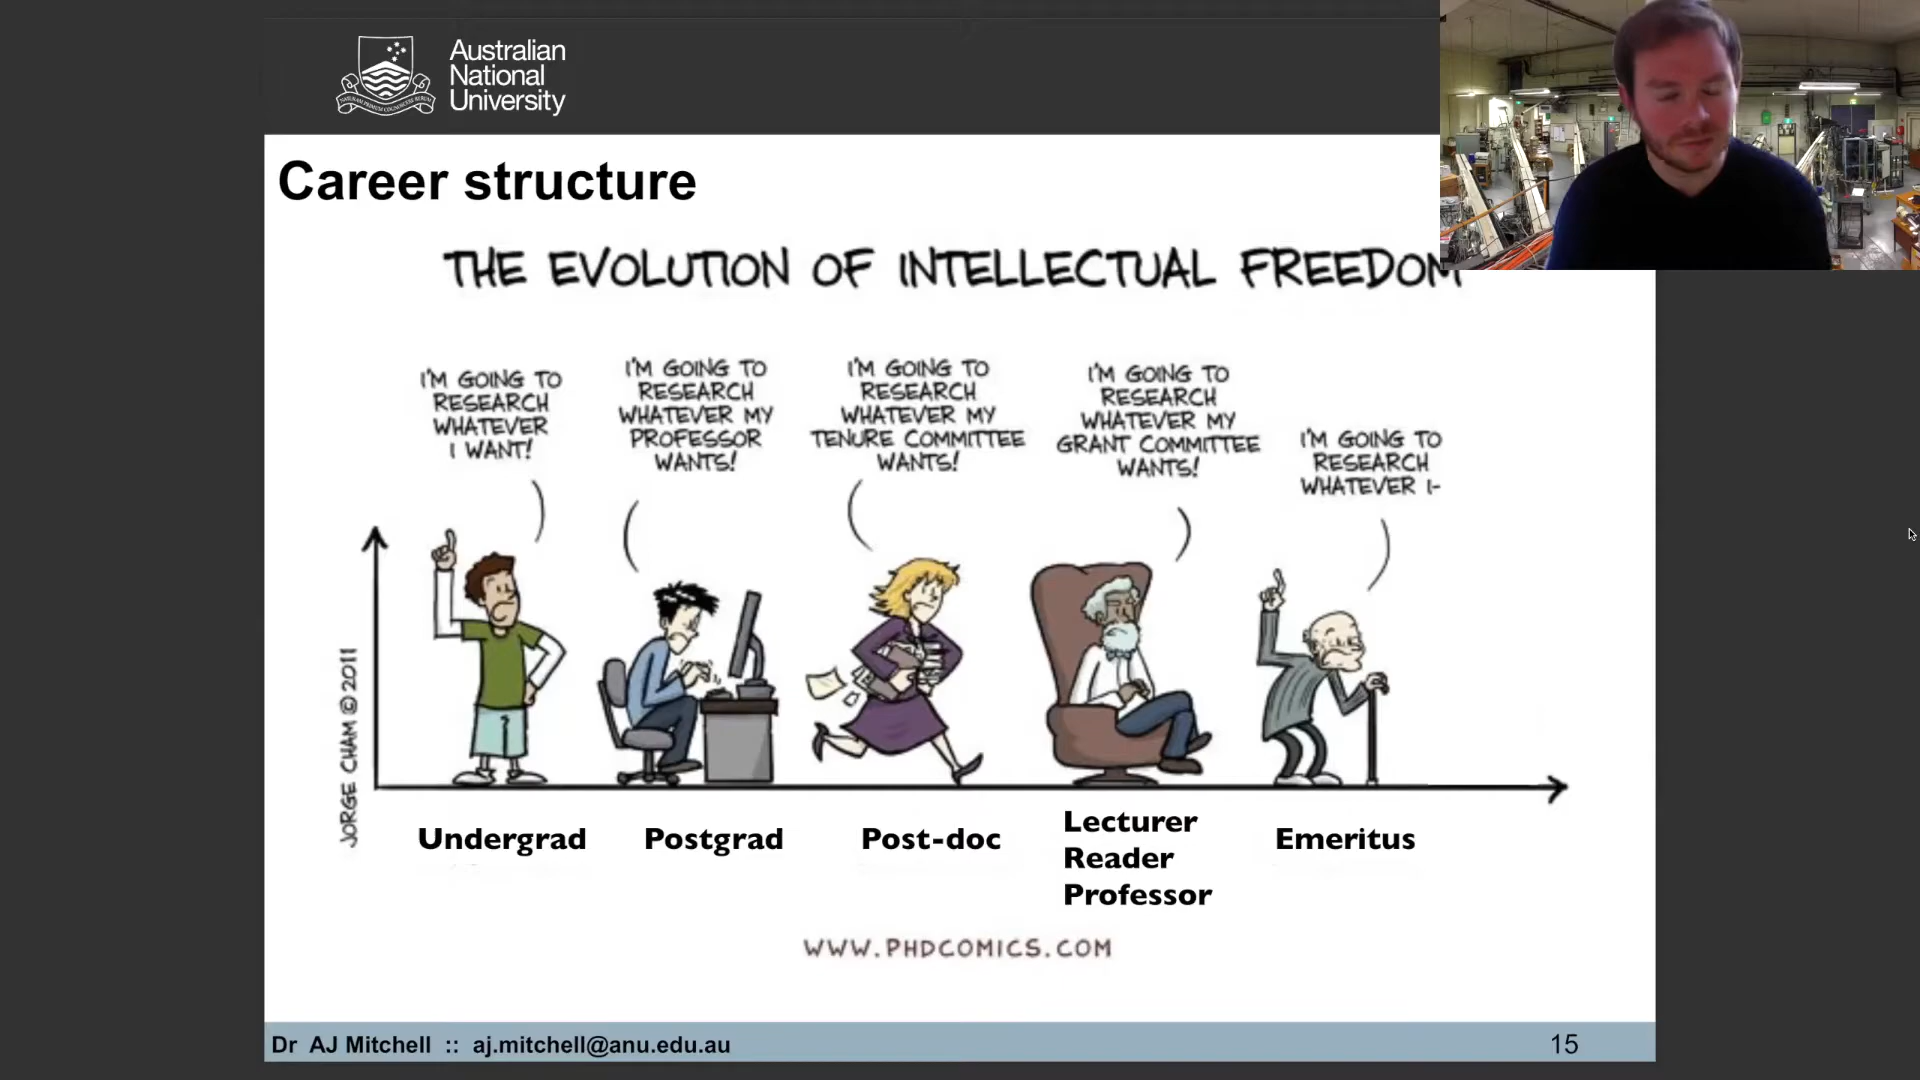 Australian
National
University
Career structure
THE EVOLUTION OF INTELLECTUAL FREEDOM
I'M GOING TO
RESEARCH
WHATEVER
I WANT!
I'M GOING TO
RESEARCH
WHATEVER MY
PROFESSOR
WANTS!
I'M GOING TO
RESEARCH
WHATEVER MY
TENURE COMMITTEE
WANTS!
I'M GOING TO
RESEARCH
WHATEVER MY
GRANT COMMITTEE
WANTS!
I'M GOING TO
RESEARCH
WHATEVER I-
JORGE CHAM © 2011
Undergrad
Postgrad
Post-doc
Lecturer
Reader
Professor
Emeritus
WWW.PHDCOMICS.COM
Dr AJ Mitchell :: aj.mitchell@anu.edu.au
15